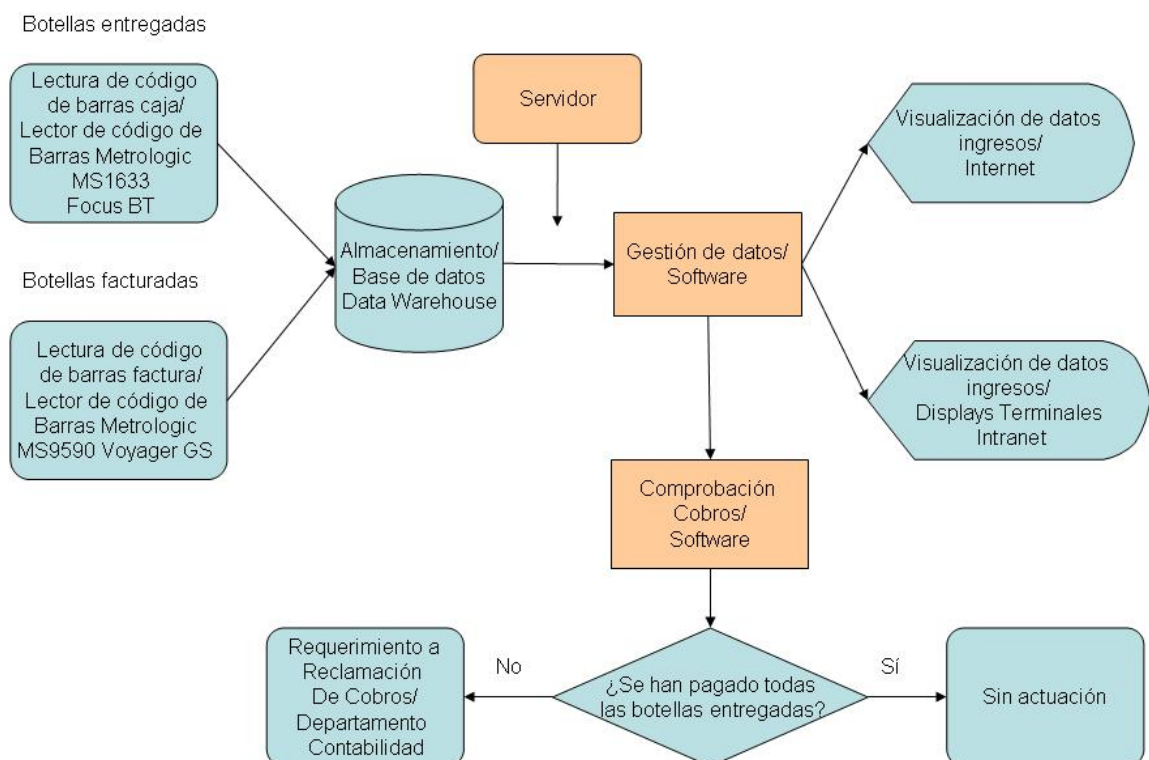 Botellas entregadas
Lectura de código
de barras caja/
Lector de código de
Barras Metrologic
MS1633
Focus BT
Servidor
Visualización de datos
ingresos/
Internet
Almacenamiento/
Base de datos
Data Warehouse
Gestión de datos/
Software
Botellas facturadas
Lectura de código
de barras factura/
Lector de código de
Barras Metrologic
MS9590 Voyager GS
Visualización de datos
ingresos/
Displays Terminales
Intranet
Comprobación
Cobros/
Software
Requerimiento a
Reclamación
De Cobros/
Departamento
Contabilidad
No
¿Se han pagado todas
las botellas entregadas?
Sí
Sin actuación